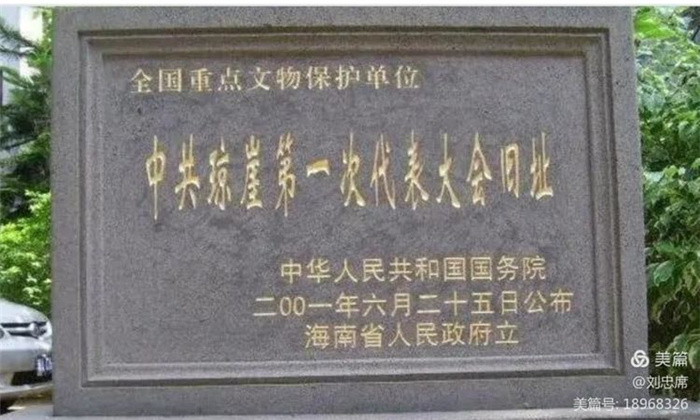 全国重点文物保护单位
中共琼崖第一次代表大会旧址
中华人民共和国国务院
二00一年六月二十五日公布
海南省人民政府立
美篇
@刘忠席
美篇号: 18968326